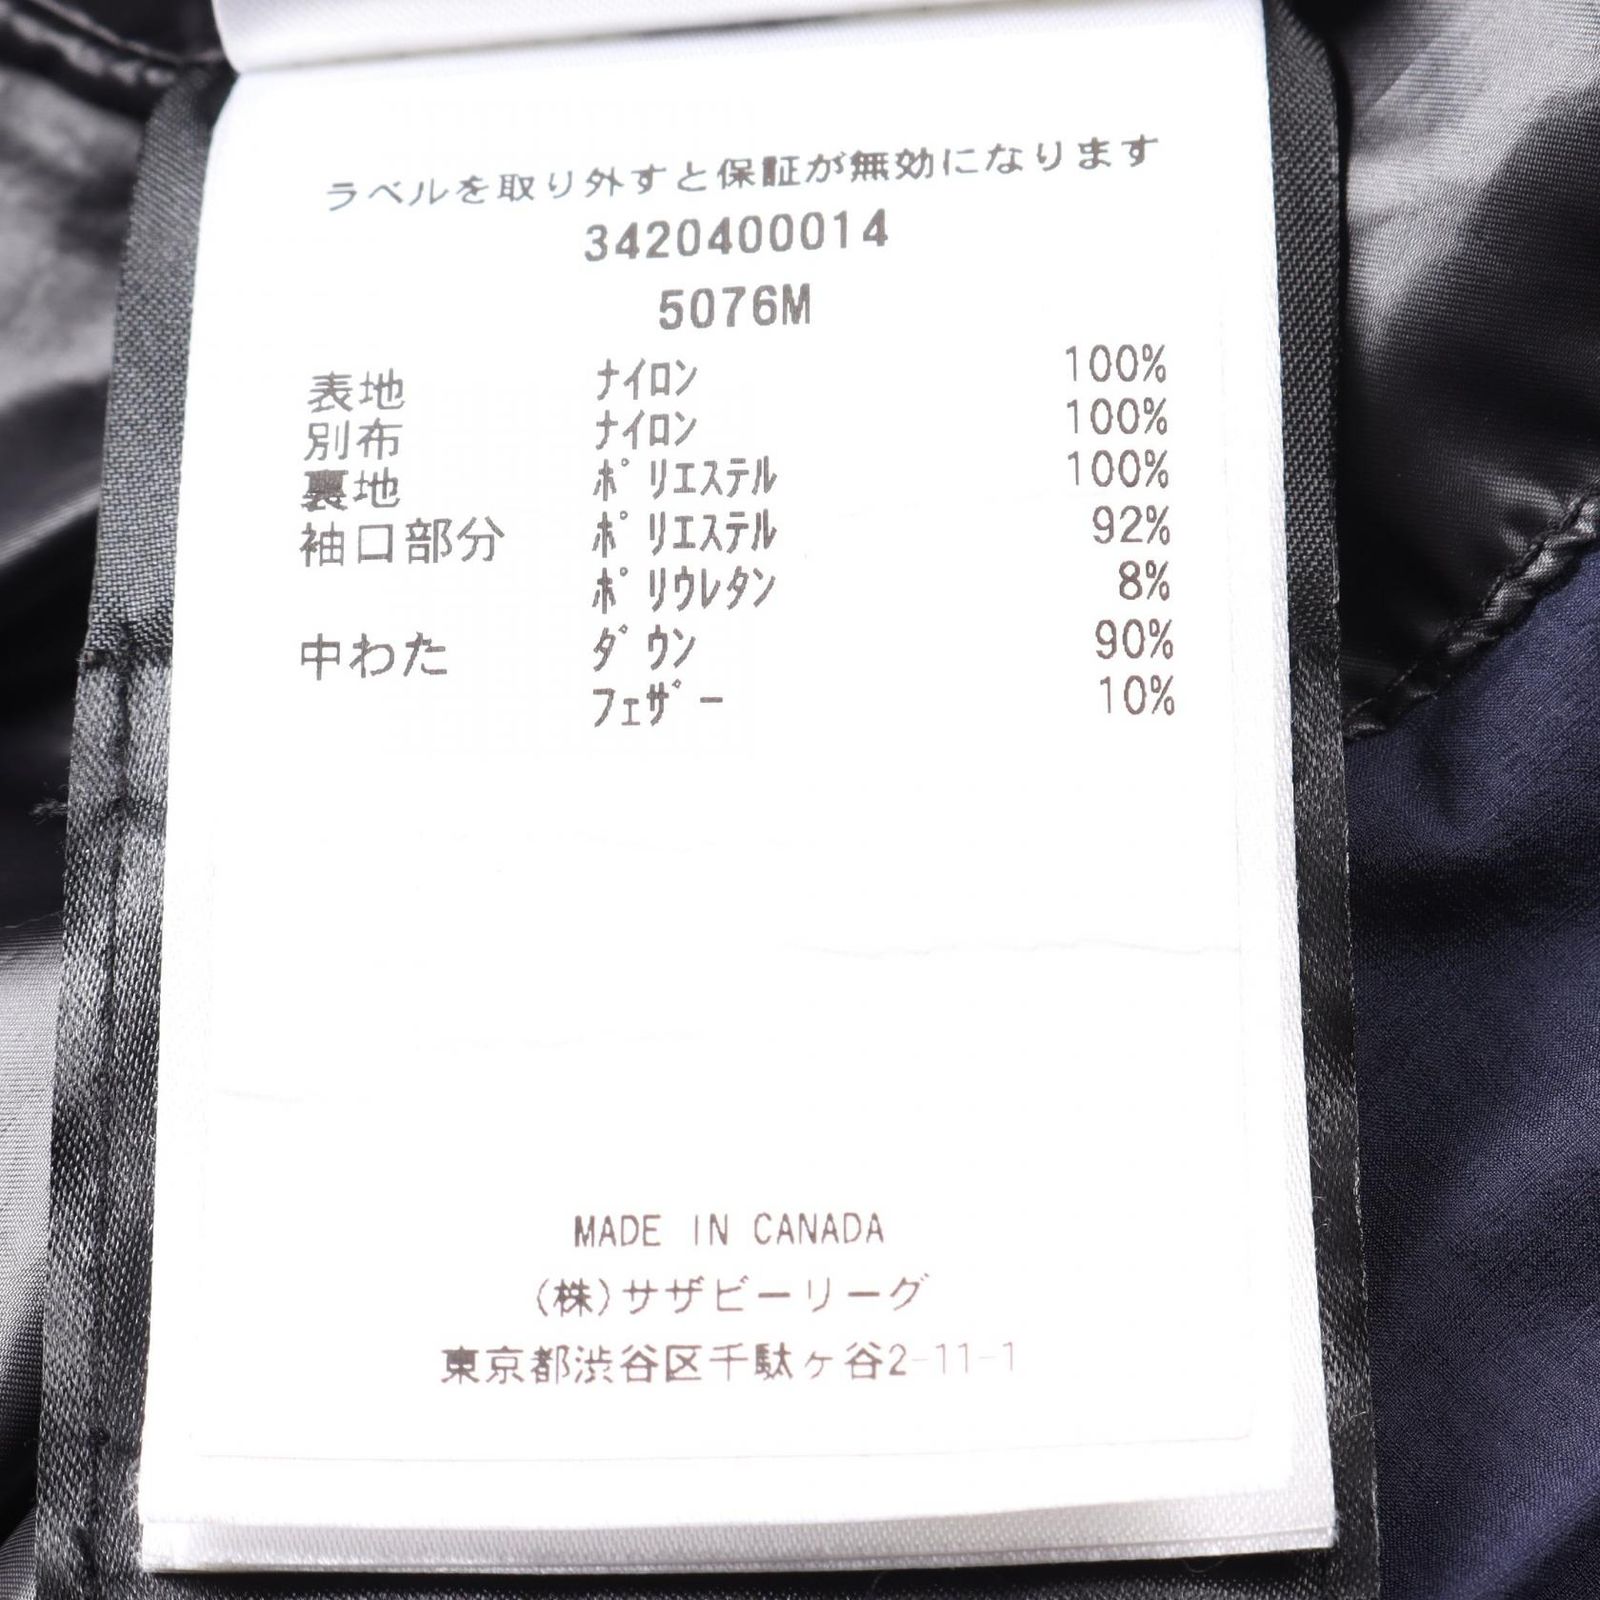 ラベルを取り外すと保証が無効になります
3420400014
5076M
表地 ﾅｲﾛﾝ 100%
別布 ﾅｲﾛﾝ 100%
裏地 ﾎﾟﾘｴｽﾃﾙ 100%
袖口部分 ﾎﾟﾘｴｽﾃﾙ 92%
ﾎﾟﾘｳﾚﾀﾝ 8%
中わた ﾀﾞｳﾝ 90%
ﾌｪｻﾞｰ 10%
MADE IN CANADA
(株)サザビーリーグ
東京都渋谷区千駄ヶ谷2-11-1